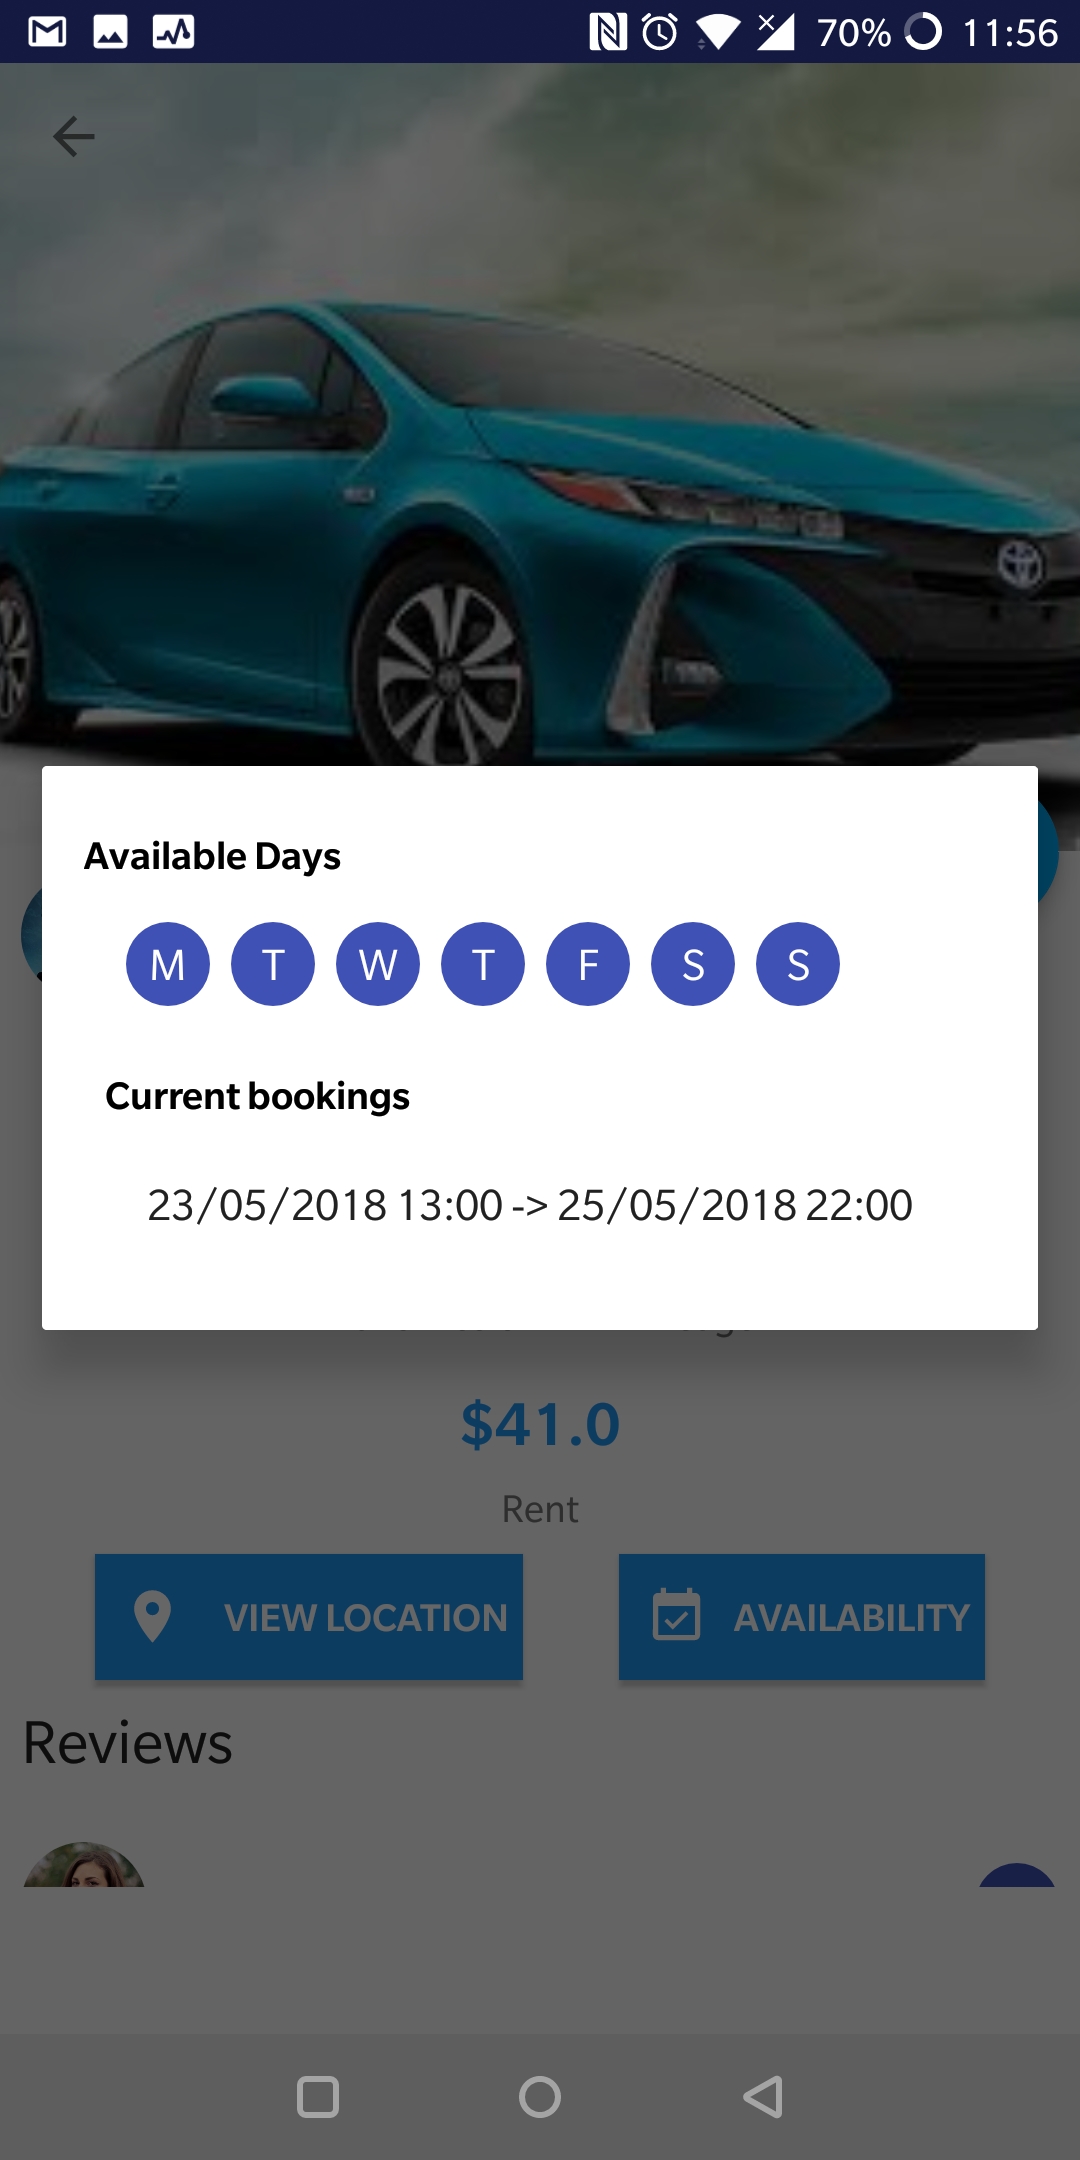 70% 11:56
Available Days
M T W T F S S
Current bookings
23/05/2018 13:00 -> 25/05/2018 22:00
$41.0
Rent
VIEW LOCATION AVAILABILITY
Reviews